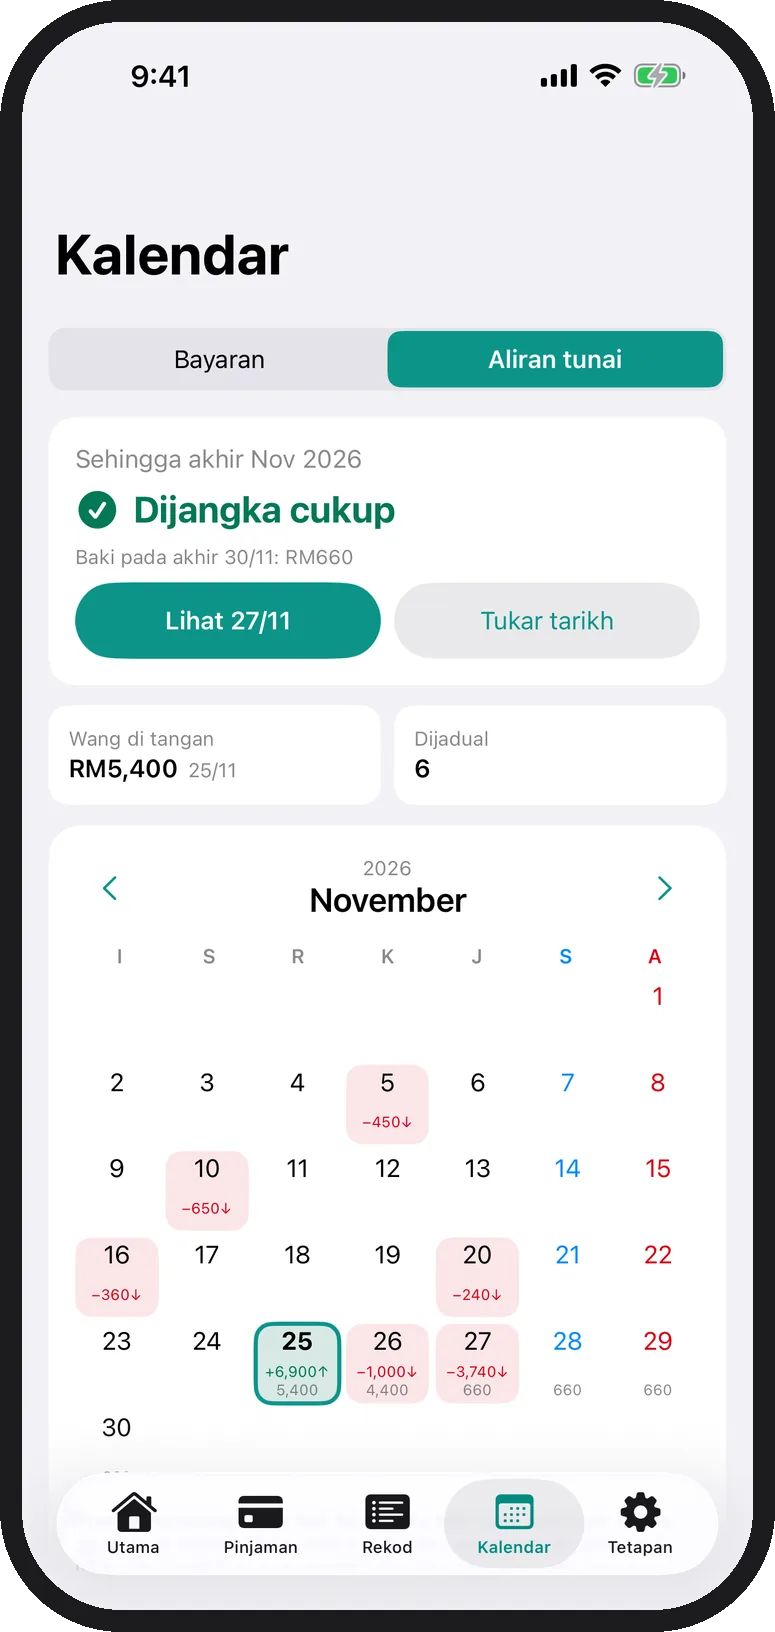 9:41
Kalendar
Bayaran
Aliran tunai
Sehingga akhir Nov 2026
Dijangka cukup
Baki pada akhir 30/11: RM660
Lihat 27/11
Tukar tarikh
Wang di tangan
RM5,400 25/11
Dijadual
6
2026
November
I S R K J S A
1
2 3 4 5 6 7 8
−450↓
9 10 11 12 13 14 15
−650↓
16 17 18 19 20 21 22
−360↓ −240↓
23 24 25 26 27 28 29
+6,900↑ −1,000↓ −3,740↓
5,400 4,400 660 660 660
30
Utama
Pinjaman
Rekod
Kalendar
Tetapan